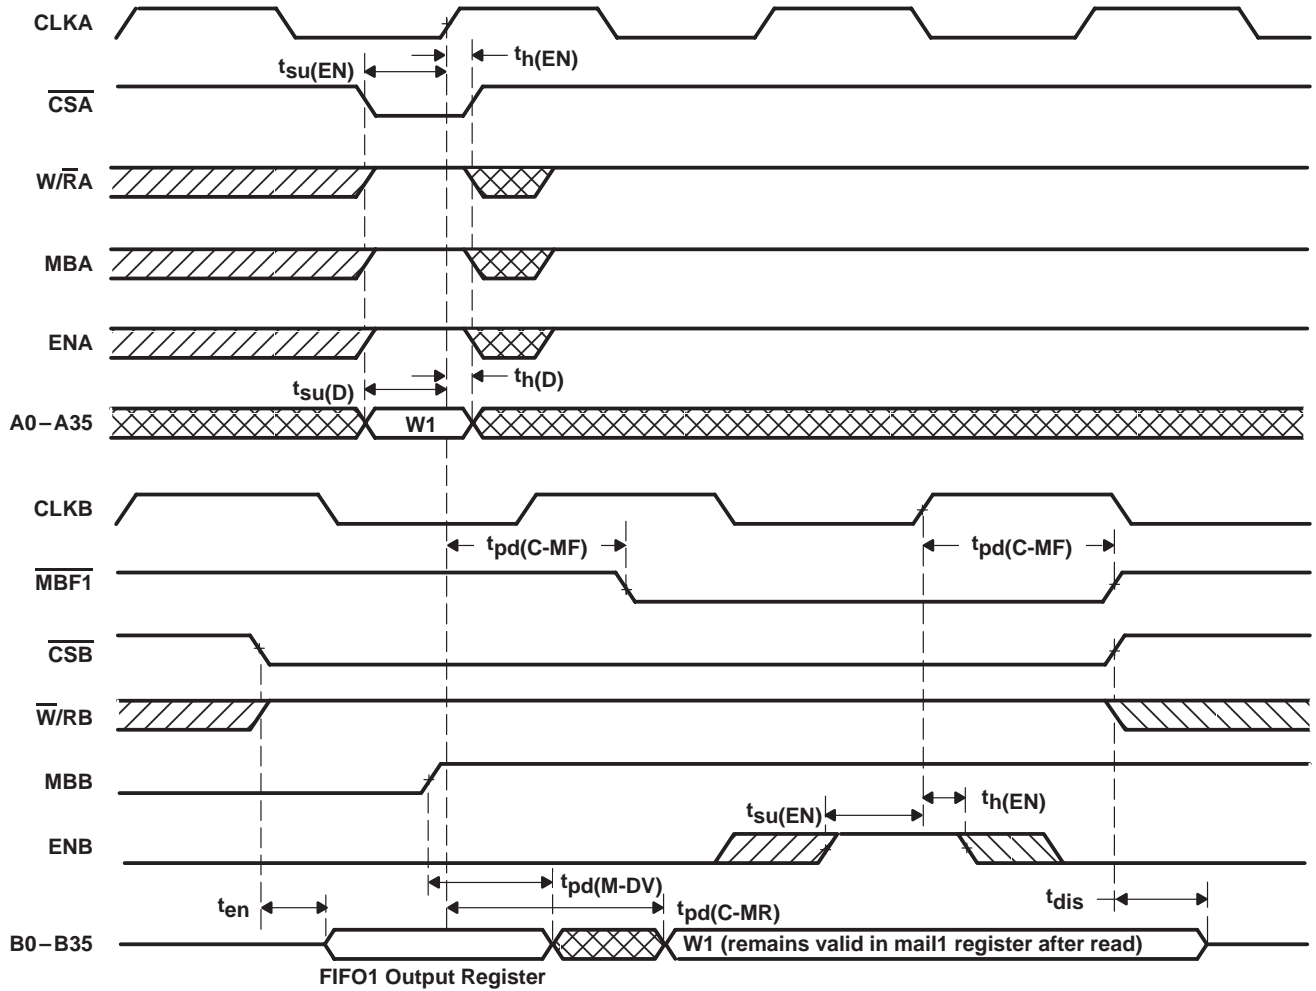 CLKA
tsu(EN)
th(EN)
CSA
W/RA
MBA
ENA
tsu(D)
th(D)
A0–A35
W1
CLKB
tpd(C-MF)
tpd(C-MF)
MBF1
CSB
W/RB
MBB
tsu(EN)
th(EN)
ENB
tpd(M-DV)
ten
tpd(C-MR)
tdis
B0–B35
W1 (remains valid in mail1 register after read)
FIFO1 Output Register